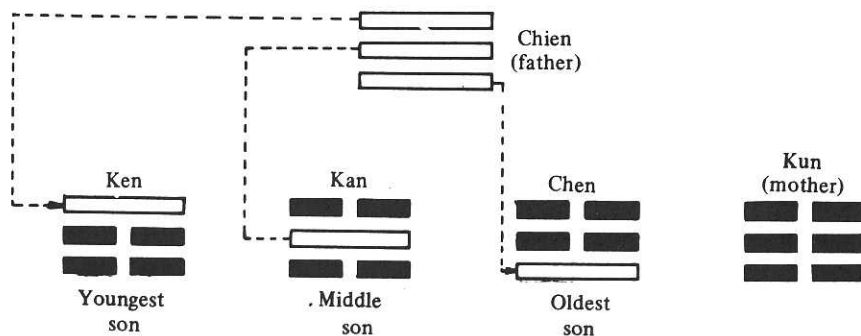 Chien
(father)
Ken
Kan
Chen
Kun
(mother)
Youngest
son
. Middle
son
Oldest
son